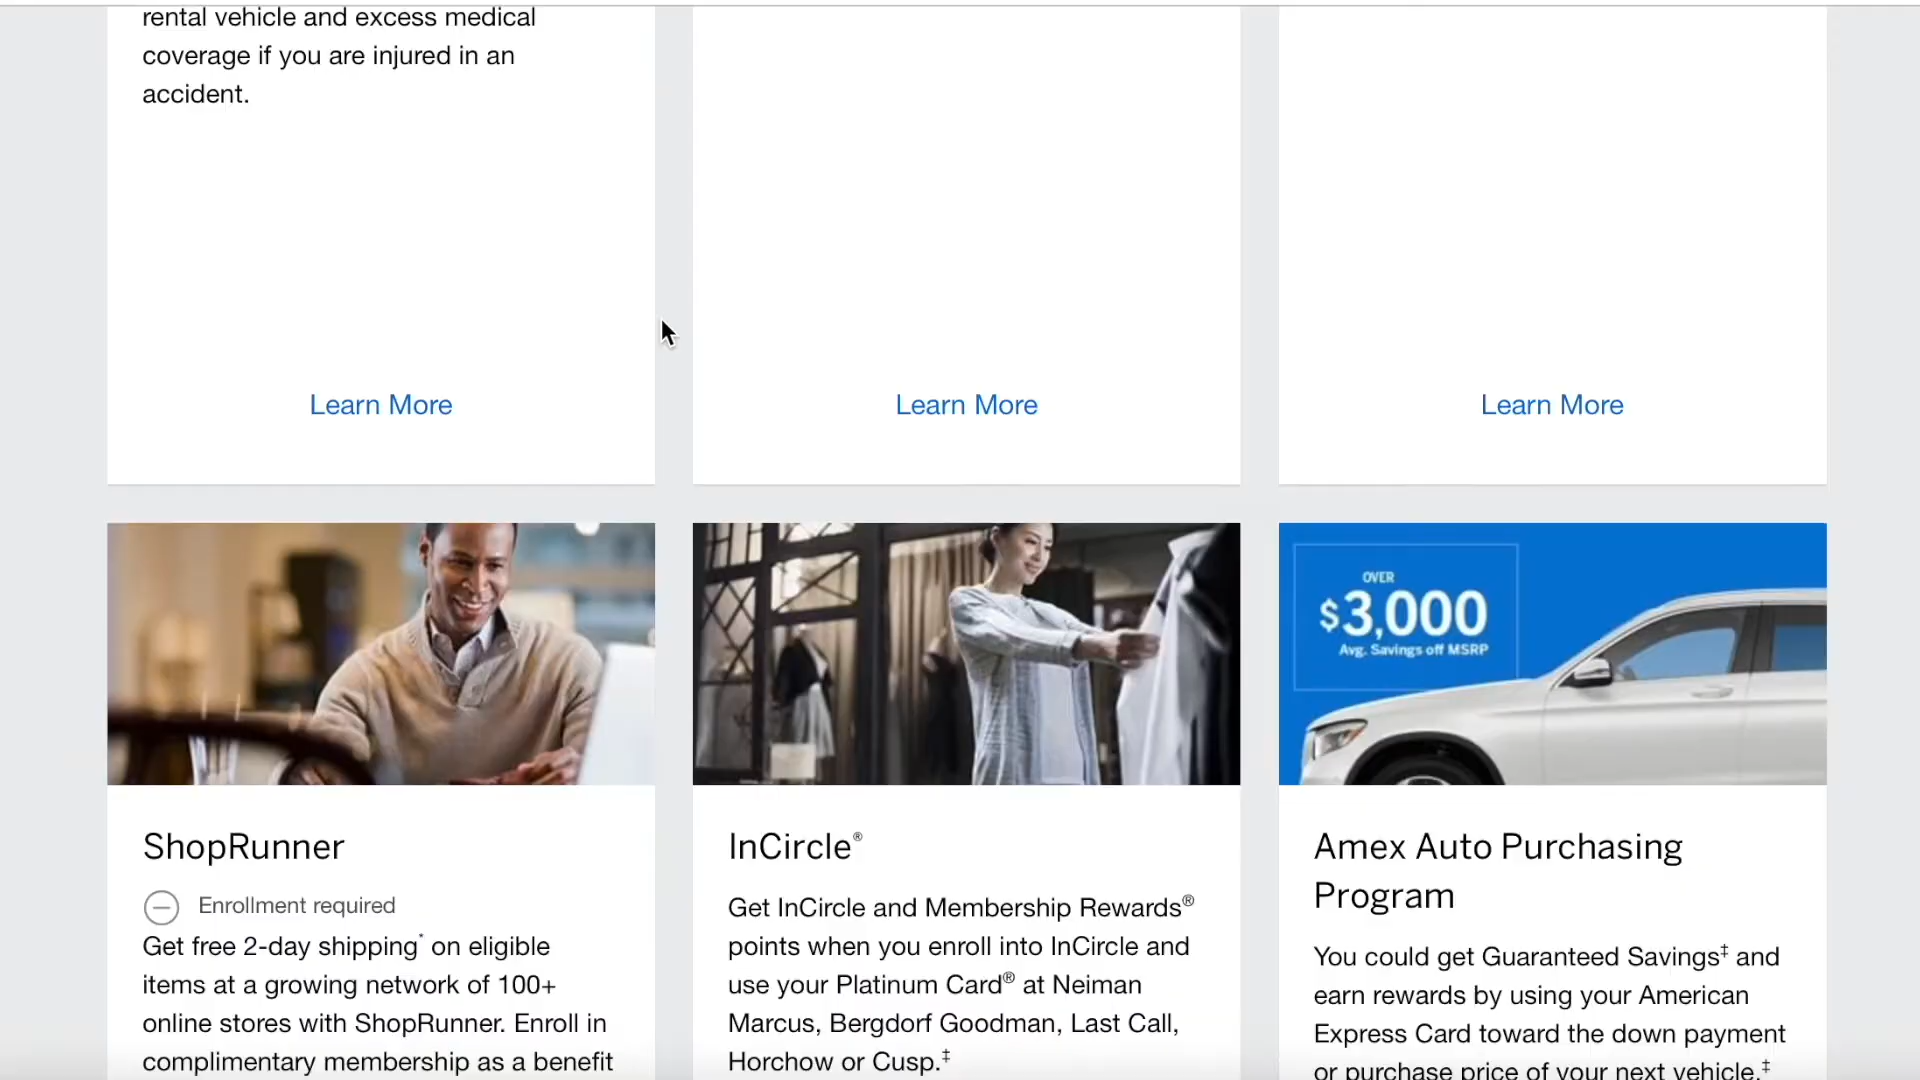 rental vehicle and excess medical
coverage if you are injured in an
accident.
Learn More
Learn More
Learn More
OVER
$3,000
Avg. Savings off MSRP
ShopRunner
Enrollment required
Get free 2-day shipping* on eligible
items at a growing network of 100+
online stores with ShopRunner. Enroll in
complimentary membership as a benefit
InCircle®
Get InCircle and Membership Rewards®
points when you enroll into InCircle and
use your Platinum Card® at Neiman
Marcus, Bergdorf Goodman, Last Call,
Horchow or Cusp.‡
Amex Auto Purchasing
Program
You could get Guaranteed Savings‡ and
earn rewards by using your American
Express Card toward the down payment
or purchase price of your next vehicle.‡